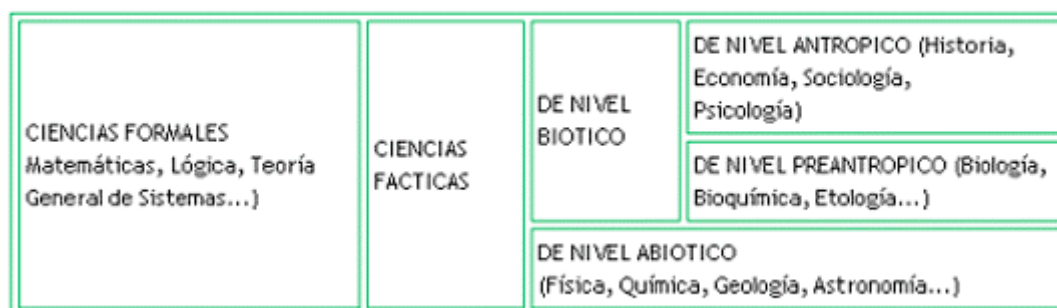 CIENCIAS FORMALES
Matemáticas, Lógica, Teoría
General de Sistemas...)
CIENCIAS
FACTICAS
DE NIVEL
BIOTICO
DE NIVEL ANTROPICO (Historia,
Economía, Sociología,
Psicología)
DE NIVEL PREANTROPICO (Biología,
Bioquímica, Etología...)
DE NIVEL ABIOTICO
(Física, Química, Geología, Astronomía...)